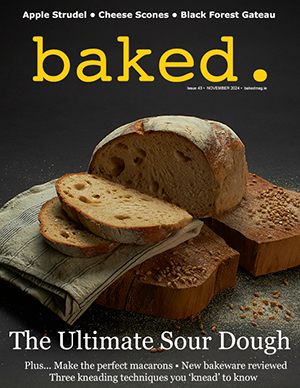 Apple Strudel • Cheese Scones • Black Forest Gateau
baked.
Issue 43 • NOVEMBER 2024 • bakedmag.ie
The Ultimate Sour Dough
Plus... Make the perfect macarons • New bakeware reviewed
Three kneading techniques you ‘knead’ to know